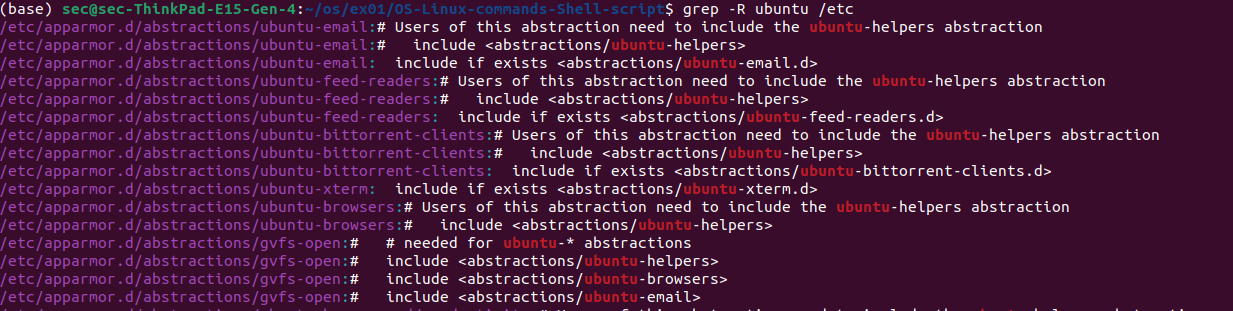 (base) sec@sec-ThinkPad-E15-Gen-4:~/os/ex01/OS-Linux-commands-Shell-script$ grep -R ubuntu /etc
/etc/apparmor.d/abstractions/ubuntu-email:# Users of this abstraction need to include the ubuntu-helpers abstraction
/etc/apparmor.d/abstractions/ubuntu-email:#   include <abstractions/ubuntu-helpers>
/etc/apparmor.d/abstractions/ubuntu-email:  include if exists <abstractions/ubuntu-email.d>
/etc/apparmor.d/abstractions/ubuntu-feed-readers:# Users of this abstraction need to include the ubuntu-helpers abstraction
/etc/apparmor.d/abstractions/ubuntu-feed-readers:#   include <abstractions/ubuntu-helpers>
/etc/apparmor.d/abstractions/ubuntu-feed-readers:  include if exists <abstractions/ubuntu-feed-readers.d>
/etc/apparmor.d/abstractions/ubuntu-bittorrent-clients:# Users of this abstraction need to include the ubuntu-helpers abstraction
/etc/apparmor.d/abstractions/ubuntu-bittorrent-clients:#   include <abstractions/ubuntu-helpers>
/etc/apparmor.d/abstractions/ubuntu-bittorrent-clients:  include if exists <abstractions/ubuntu-bittorrent-clients.d>
/etc/apparmor.d/abstractions/ubuntu-xterm:  include if exists <abstractions/ubuntu-xterm.d>
/etc/apparmor.d/abstractions/ubuntu-browsers:# Users of this abstraction need to include the ubuntu-helpers abstraction
/etc/apparmor.d/abstractions/ubuntu-browsers:#   include <abstractions/ubuntu-helpers>
/etc/apparmor.d/abstractions/gvfs-open:#   # needed for ubuntu-* abstractions
/etc/apparmor.d/abstractions/gvfs-open:#   include <abstractions/ubuntu-helpers>
/etc/apparmor.d/abstractions/gvfs-open:#   include <abstractions/ubuntu-browsers>
/etc/apparmor.d/abstractions/gvfs-open:#   include <abstractions/ubuntu-email>